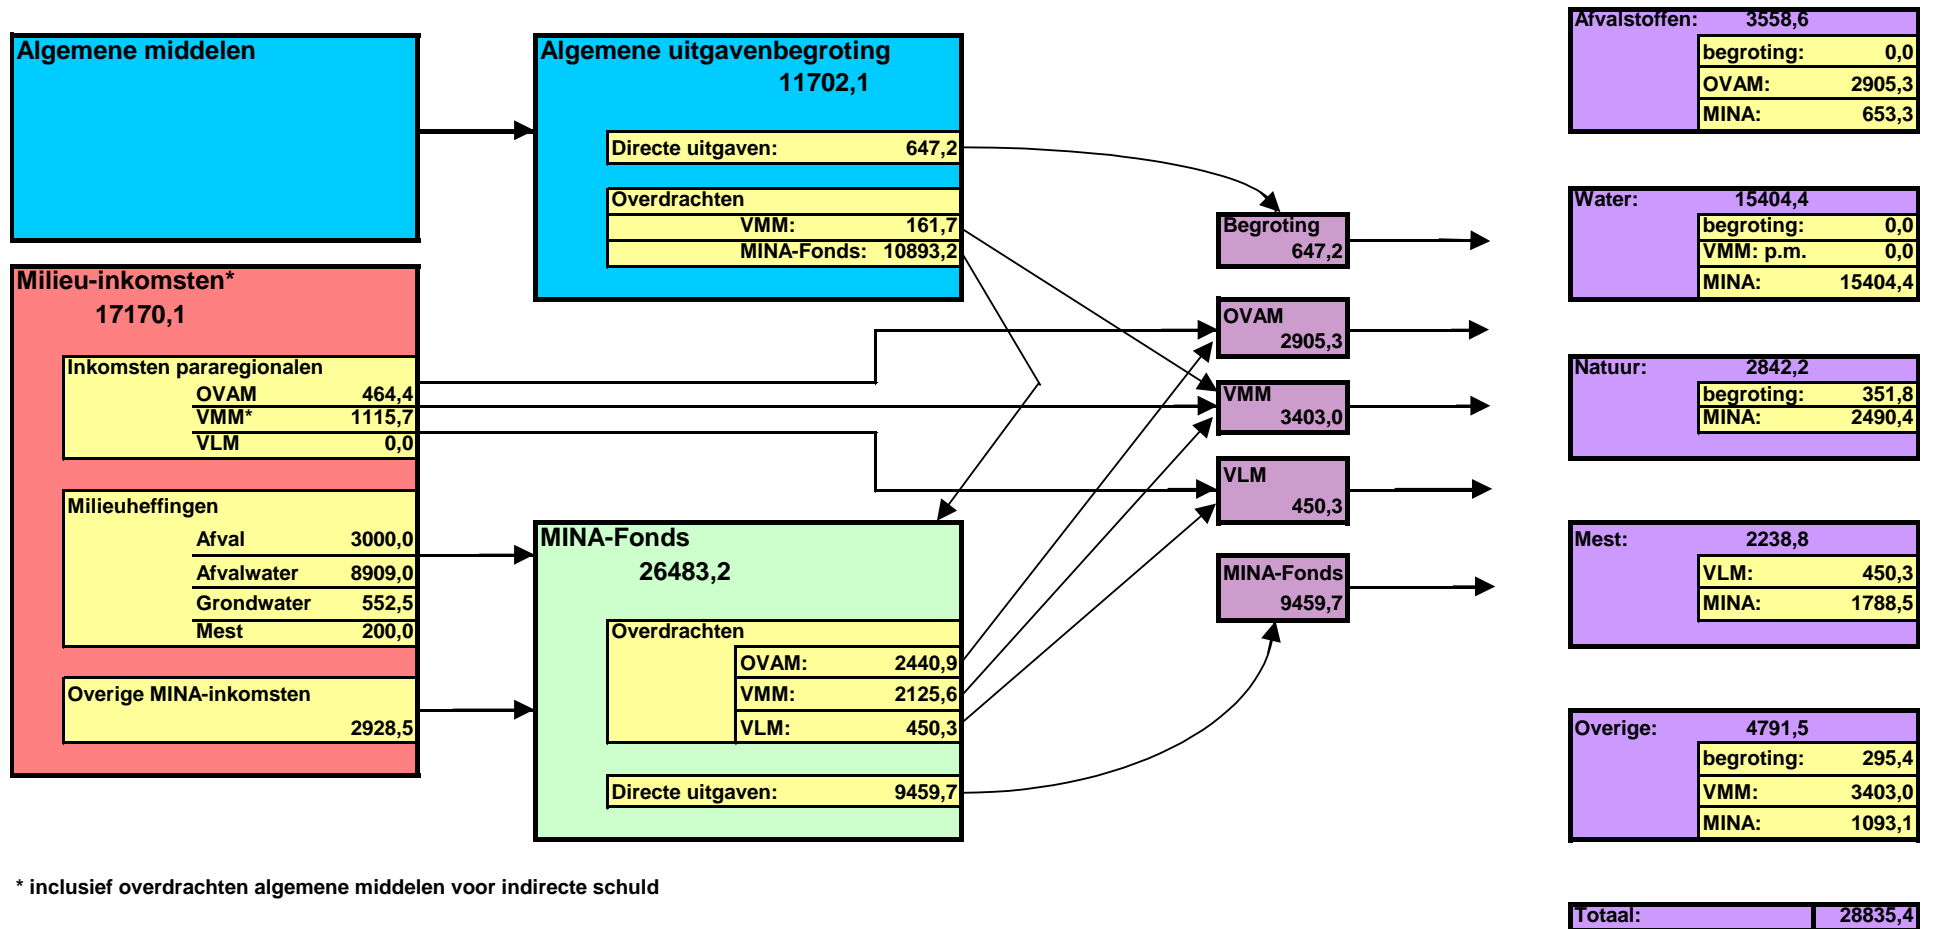 Algemene middelen
Milieu-inkomsten*
17170,1
Inkomsten pararegionalen
OVAM 464,4
VMM* 1115,7
VLM 0,0
Milieuheffingen
Afval 3000,0
Afvalwater 8909,0
Grondwater 552,5
Mest 200,0
Overige MINA-inkomsten
2928,5
Algemene uitgavenbegroting
11702,1
Directe uitgaven: 647,2
Overdrachten
VMM: 161,7
MINA-Fonds: 10893,2
MINA-Fonds
26483,2
Overdrachten
OVAM: 2440,9
VMM: 2125,6
VLM: 450,3
Directe uitgaven: 9459,7
Begroting
647,2
OVAM
2905,3
VMM
3403,0
VLM
450,3
MINA-Fonds
9459,7
Afvalstoffen: 3558,6
begroting: 0,0
OVAM: 2905,3
MINA: 653,3
Water: 15404,4
begroting: 0,0
VMM: p.m. 0,0
MINA: 15404,4
Natuur: 2842,2
begroting: 351,8
MINA: 2490,4
Mest: 2238,8
VLM: 450,3
MINA: 1788,5
Overige: 4791,5
begroting: 295,4
VMM: 3403,0
MINA: 1093,1
Totaal: 28835,4
* inclusief overdrachten algemene middelen voor indirecte schuld